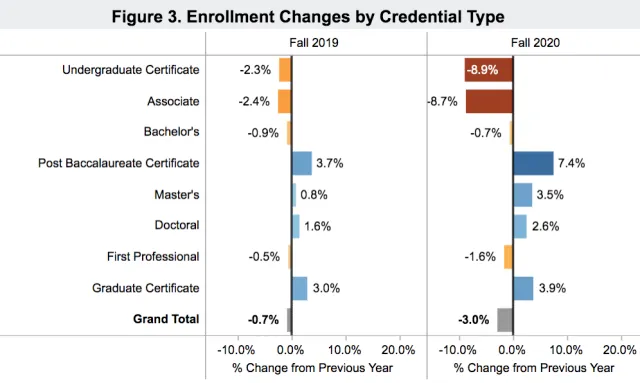 Figure 3. Enrollment Changes by Credential Type
Fall 2019 Fall 2020
Undergraduate Certificate -2.3% -8.9%
Associate -2.4% -8.7%
Bachelor's -0.9% -0.7%
Post Baccalaureate Certificate 3.7% 7.4%
Master's 0.8% 3.5%
Doctoral 1.6% 2.6%
First Professional -0.5% -1.6%
Graduate Certificate 3.0% 3.9%
Grand Total -0.7% -3.0%
-10.0% 0.0% 10.0% 20.0% -10.0% 0.0% 10.0% 20.0%
% Change from Previous Year % Change from Previous Year